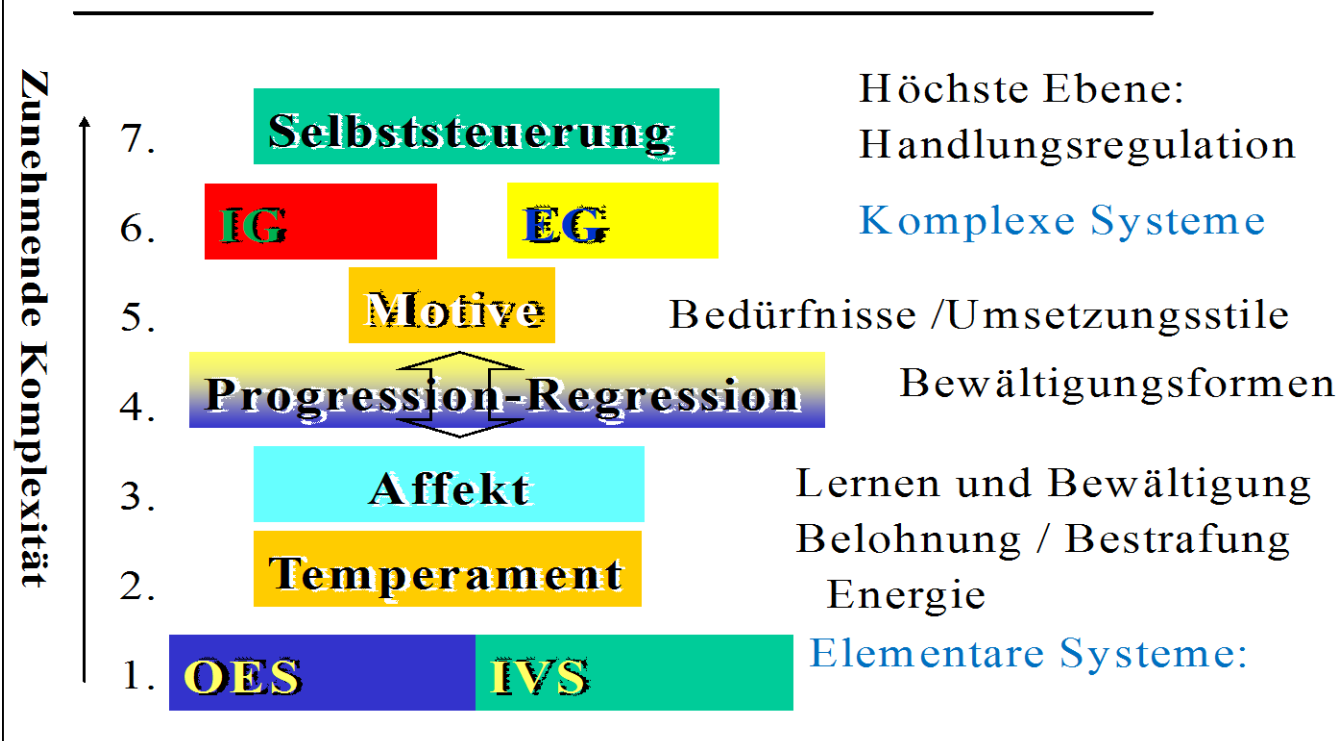 Zunehmende Komplexität
7. Selbststeuerung Höchste Ebene:
Handlungsregulation
6. IG EG Komplexe Systeme
5. Motive Bedürfnisse /Umsetzungsstile
4. Progression-Regression Bewältigungsformen
3. Affekt Lernen und Bewältigung
Belohnung / Bestrafung
2. Temperament Energie
1. OES IVS Elementare Systeme: